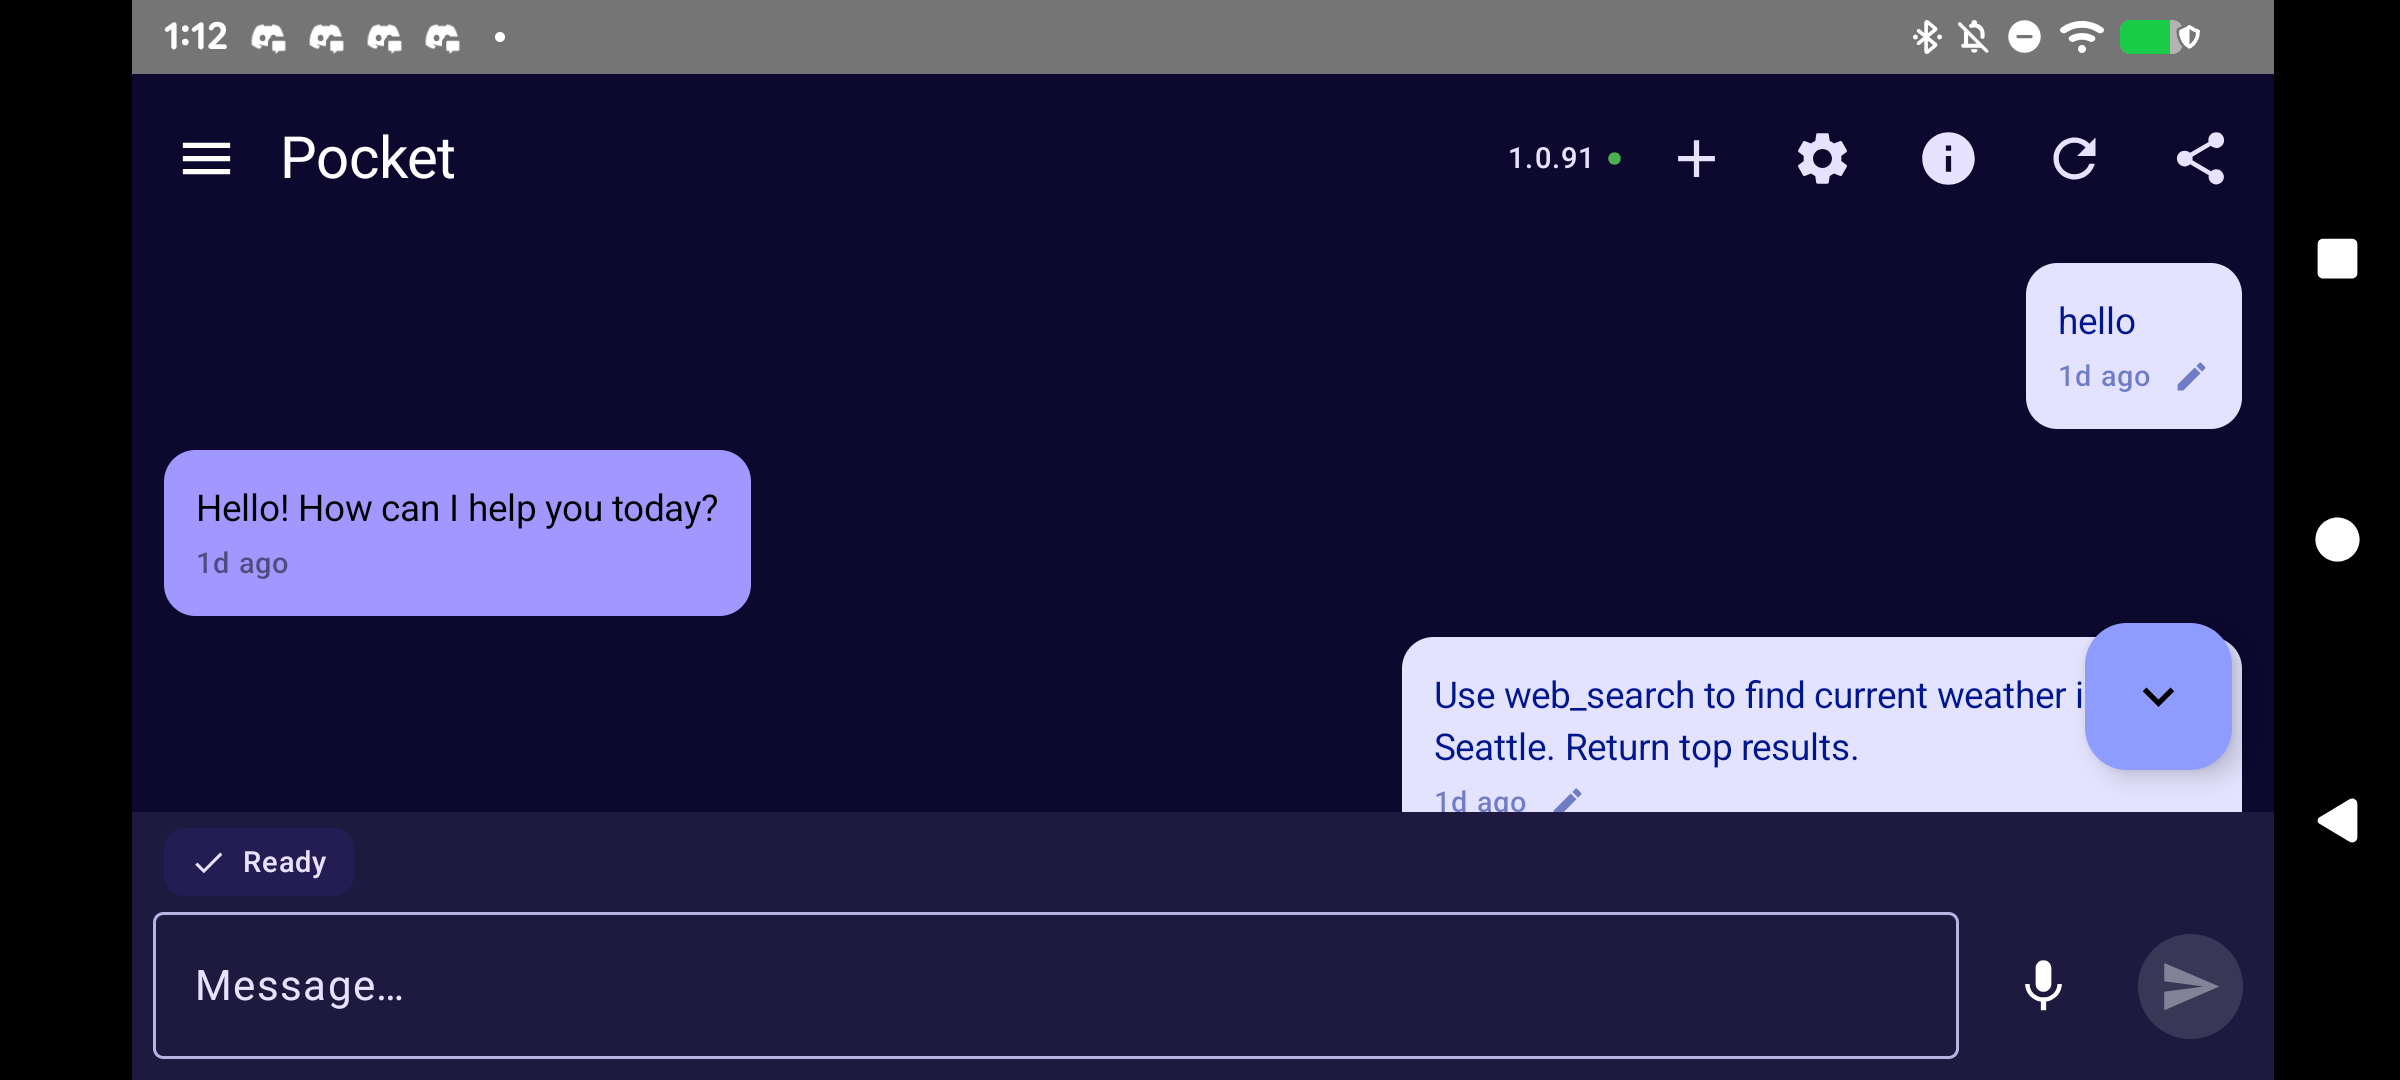 1:12
Pocket
1.0.91
hello
1d ago
Hello! How can I help you today?
1d ago
Use web_search to find current weather i
Seattle. Return top results.
1d ago
Ready
Message…